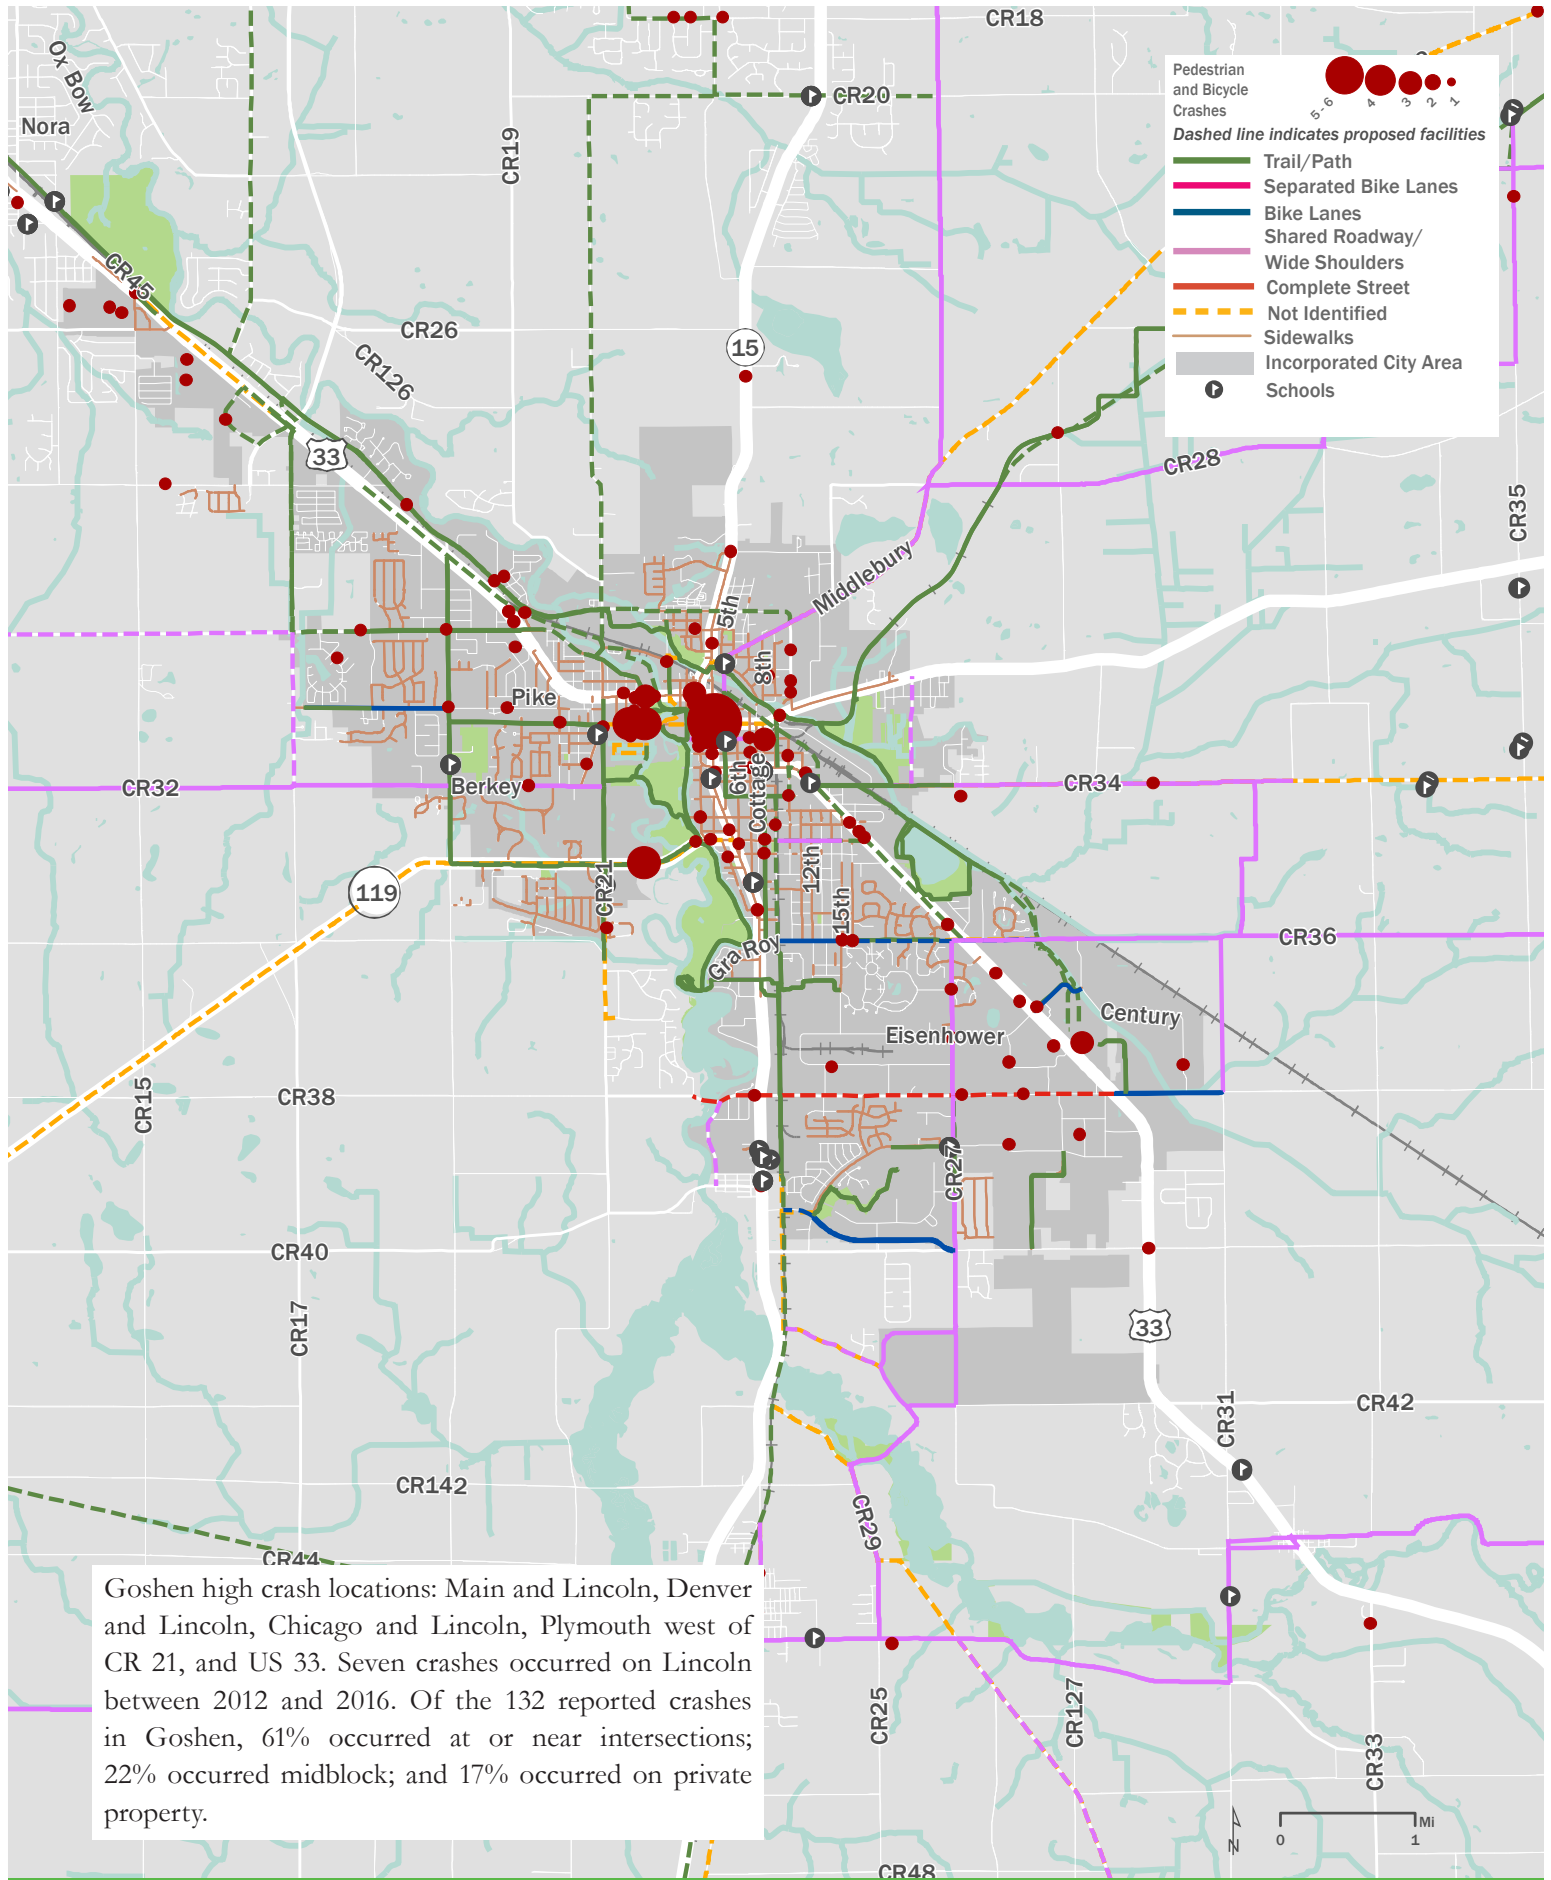 CR18
Ox Bow
Nora
CR19
CR20
Pedestrian
and Bicycle
Crashes
5 - 6
4
3
2
1
Dashed line indicates proposed facilities
Trail/Path
Separated Bike Lanes
Bike Lanes
Shared Roadway/
Wide Shoulders
Complete Street
Not Identified
Sidewalks
Incorporated City Area
Schools
CR45
CR26
CR126
15
33
CR28
CR35
Middlebury
5th
8th
Pike
CR32
Berkey
6th
Cottage
CR34
119
CR21
12th
15th
Gra Roy
CR36
Century
Eisenhower
CR15
CR38
CR27
CR40
CR17
33
CR31
CR42
CR142
CR29
CR44
Goshen high crash locations: Main and Lincoln, Denver
and Lincoln, Chicago and Lincoln, Plymouth west of
CR 21, and US 33. Seven crashes occurred on Lincoln
between 2012 and 2016. Of the 132 reported crashes
in Goshen, 61% occurred at or near intersections;
22% occurred midblock; and 17% occurred on private
property.
CR25
CR127
CR33
N
Mi
0
1
CR48